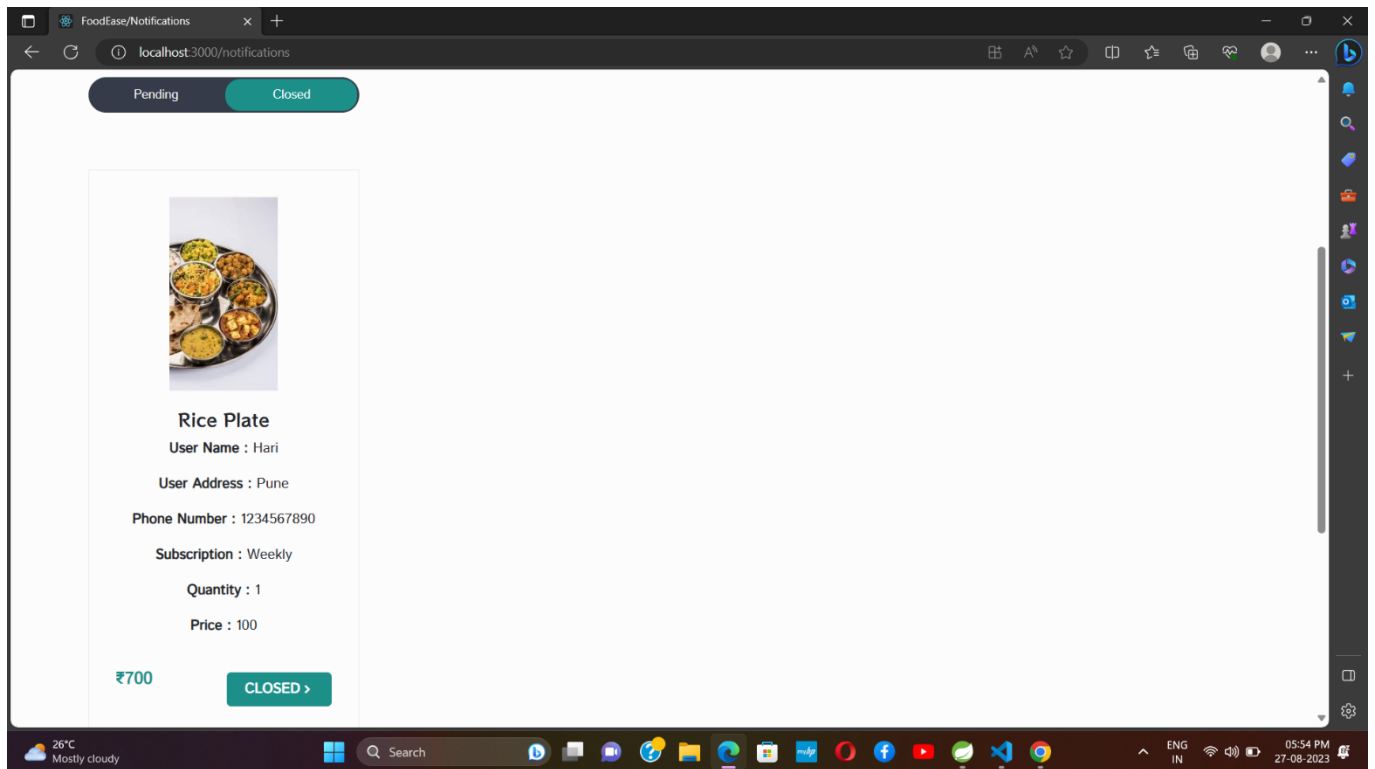 FoodEase/Notifications
localhost:3000/notifications
Pending
Closed
Rice Plate
User Name : Hari
User Address : Pune
Phone Number : 1234567890
Subscription : Weekly
Quantity : 1
Price : 100
₹700
CLOSED >
26°C
Mostly cloudy
Search
ENG
IN
05:54 PM
27-08-2023